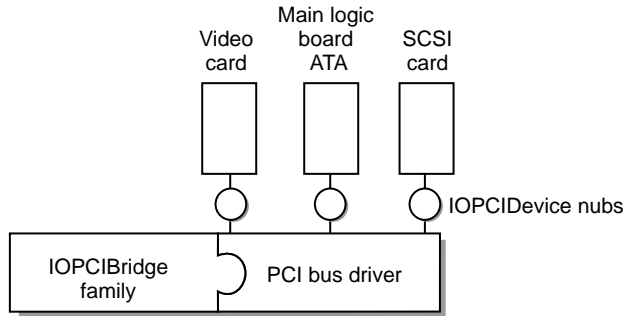 Video
card
Main logic
board
ATA
SCSI
card
IOPCIDevice nubs
IOPCIBridge
family
PCI bus driver